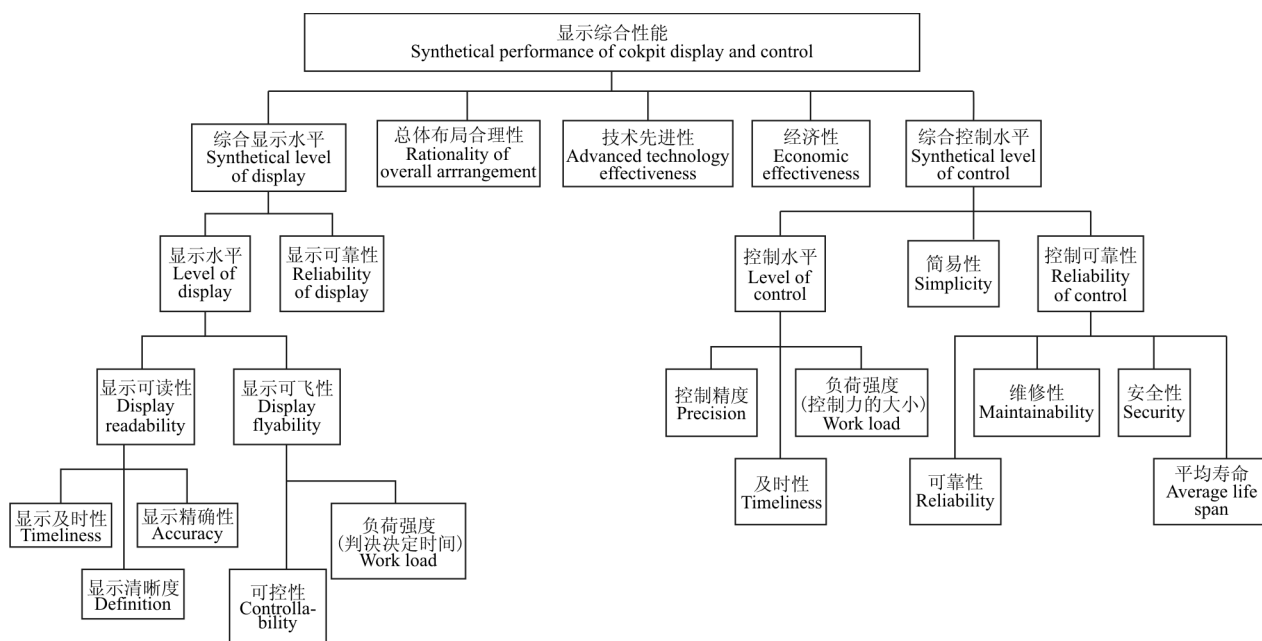 显示综合性能
Synthetical performance of cokpit display and control
综合显示水平
Synthetical level
of display
总体布局合理性
Rationality of
overall arrrangement
技术先进性
Advanced technology
effectiveness
经济性
Economic
effectiveness
综合控制水平
Synthetical level
of control
显示水平
Level of
display
显示可靠性
Reliability
of display
控制水平
Level of
control
简易性
Simplicity
控制可靠性
Reliability
of control
显示可读性
Display
readability
显示可飞性
Display
flyability
控制精度
Precision
负荷强度
(控制力的大小)
Work load
维修性
Maintainability
安全性
Security
及时性
Timeliness
可靠性
Reliability
平均寿命
Average life
span
显示及时性
Timeliness
显示精确性
Accuracy
负荷强度
(判决决定时间)
Work load
显示清晰度
Definition
可控性
Controlla-
bility